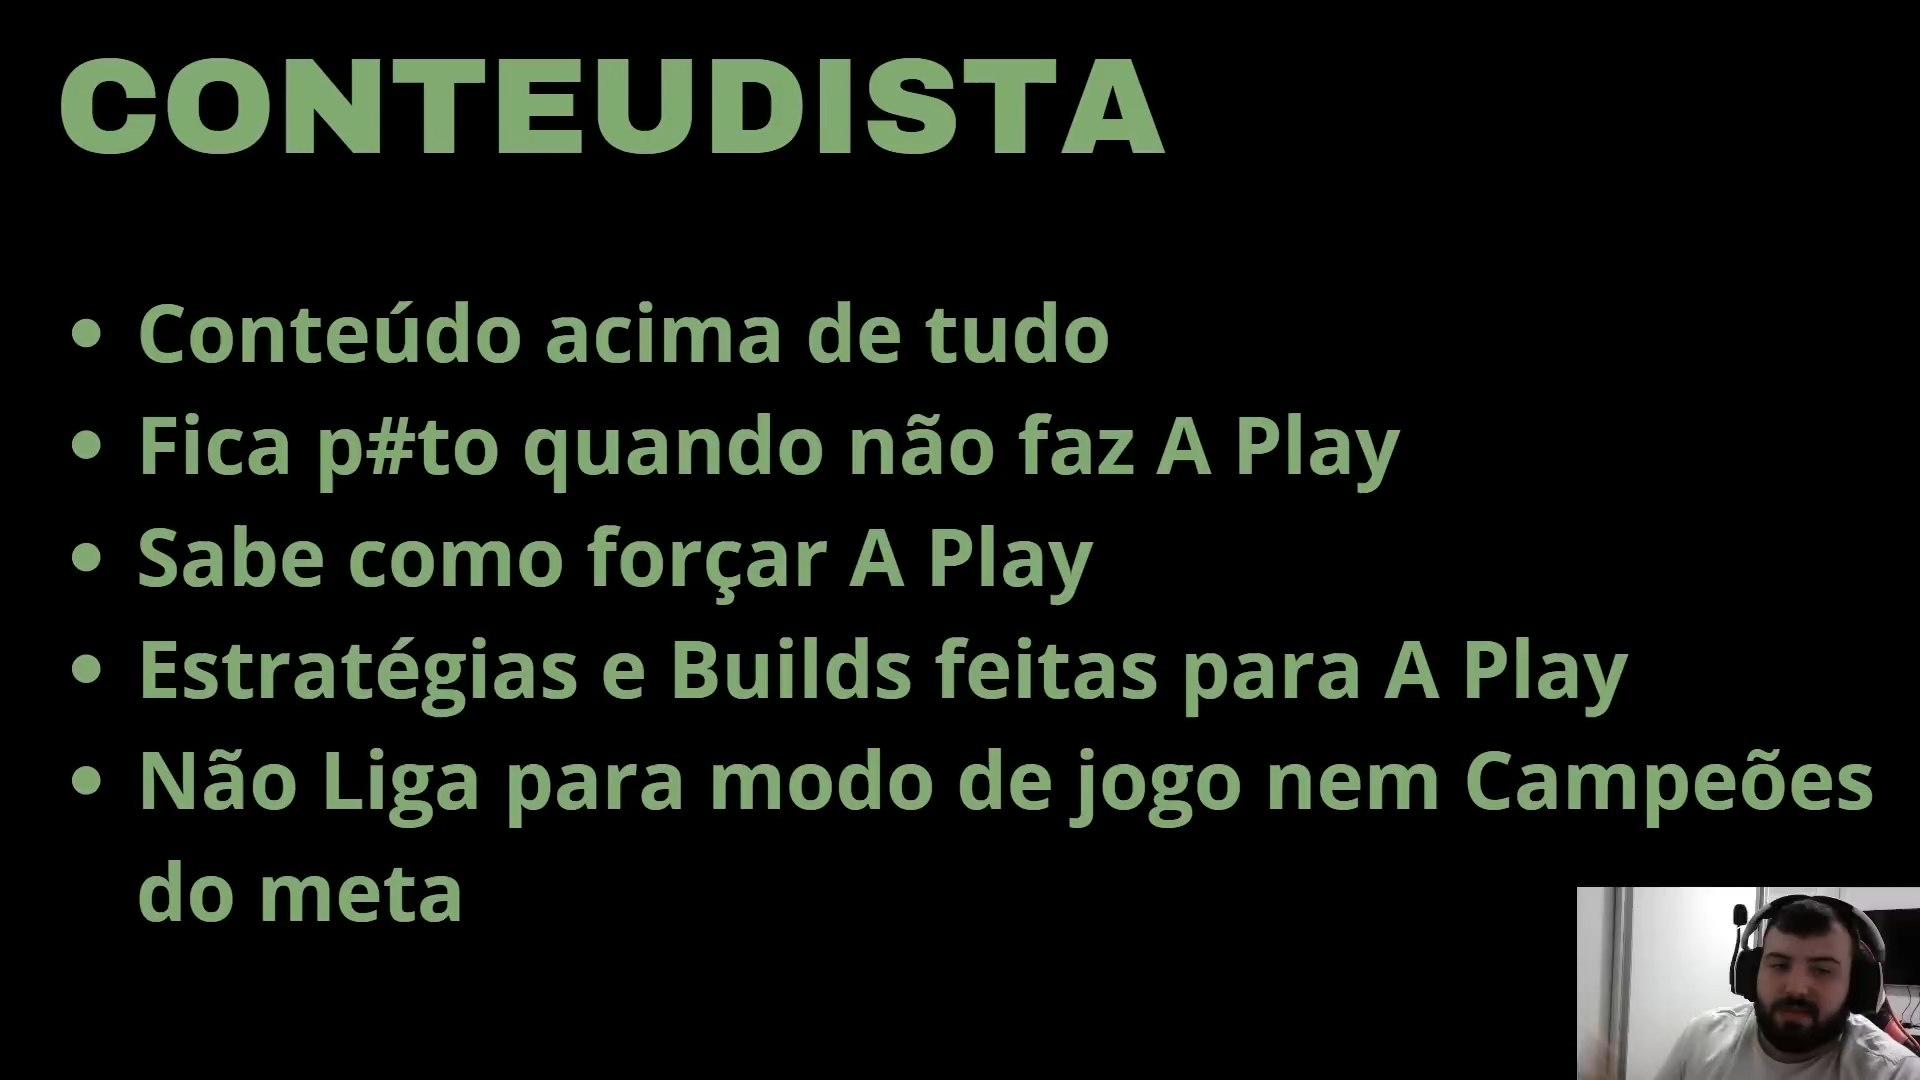 CONTEUDISTA
• Conteúdo acima de tudo
• Fica p#to quando não faz A Play
• Sabe como forçar A Play
• Estratégias e Builds feitas para A Play
• Não Liga para modo de jogo nem Campeões
do meta